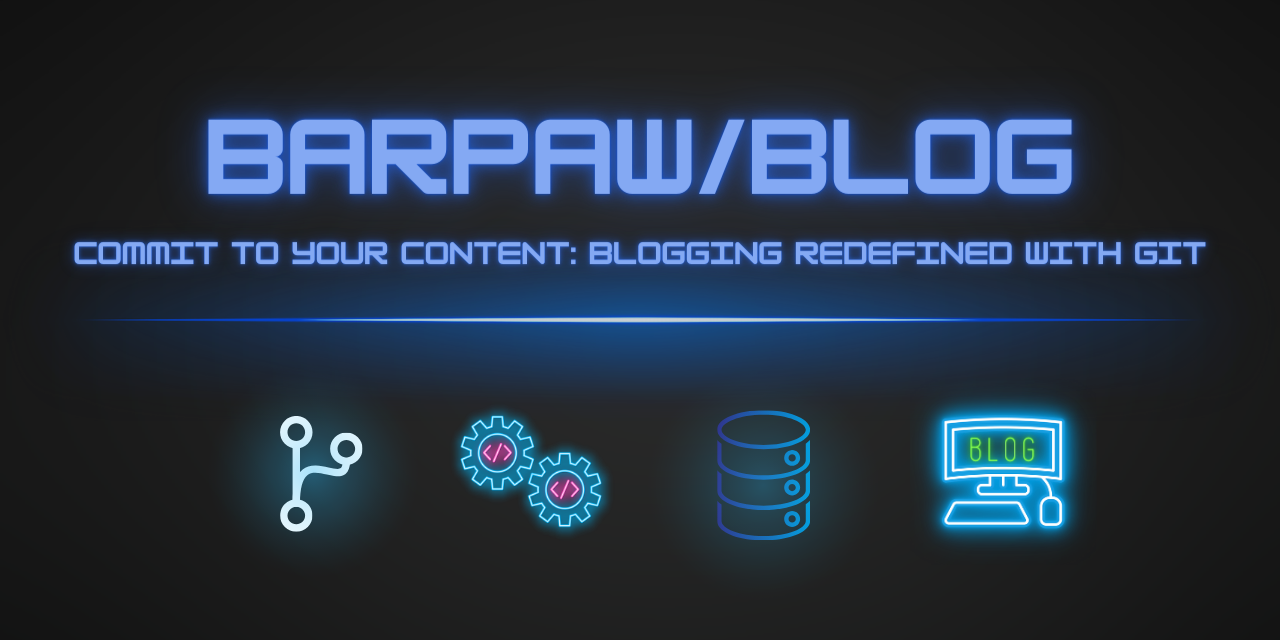 BARPAW/BLOG
COMMIT TO YOUR CONTENT: BLOGGING REDEFINED WITH GIT
</> </>
BLOG